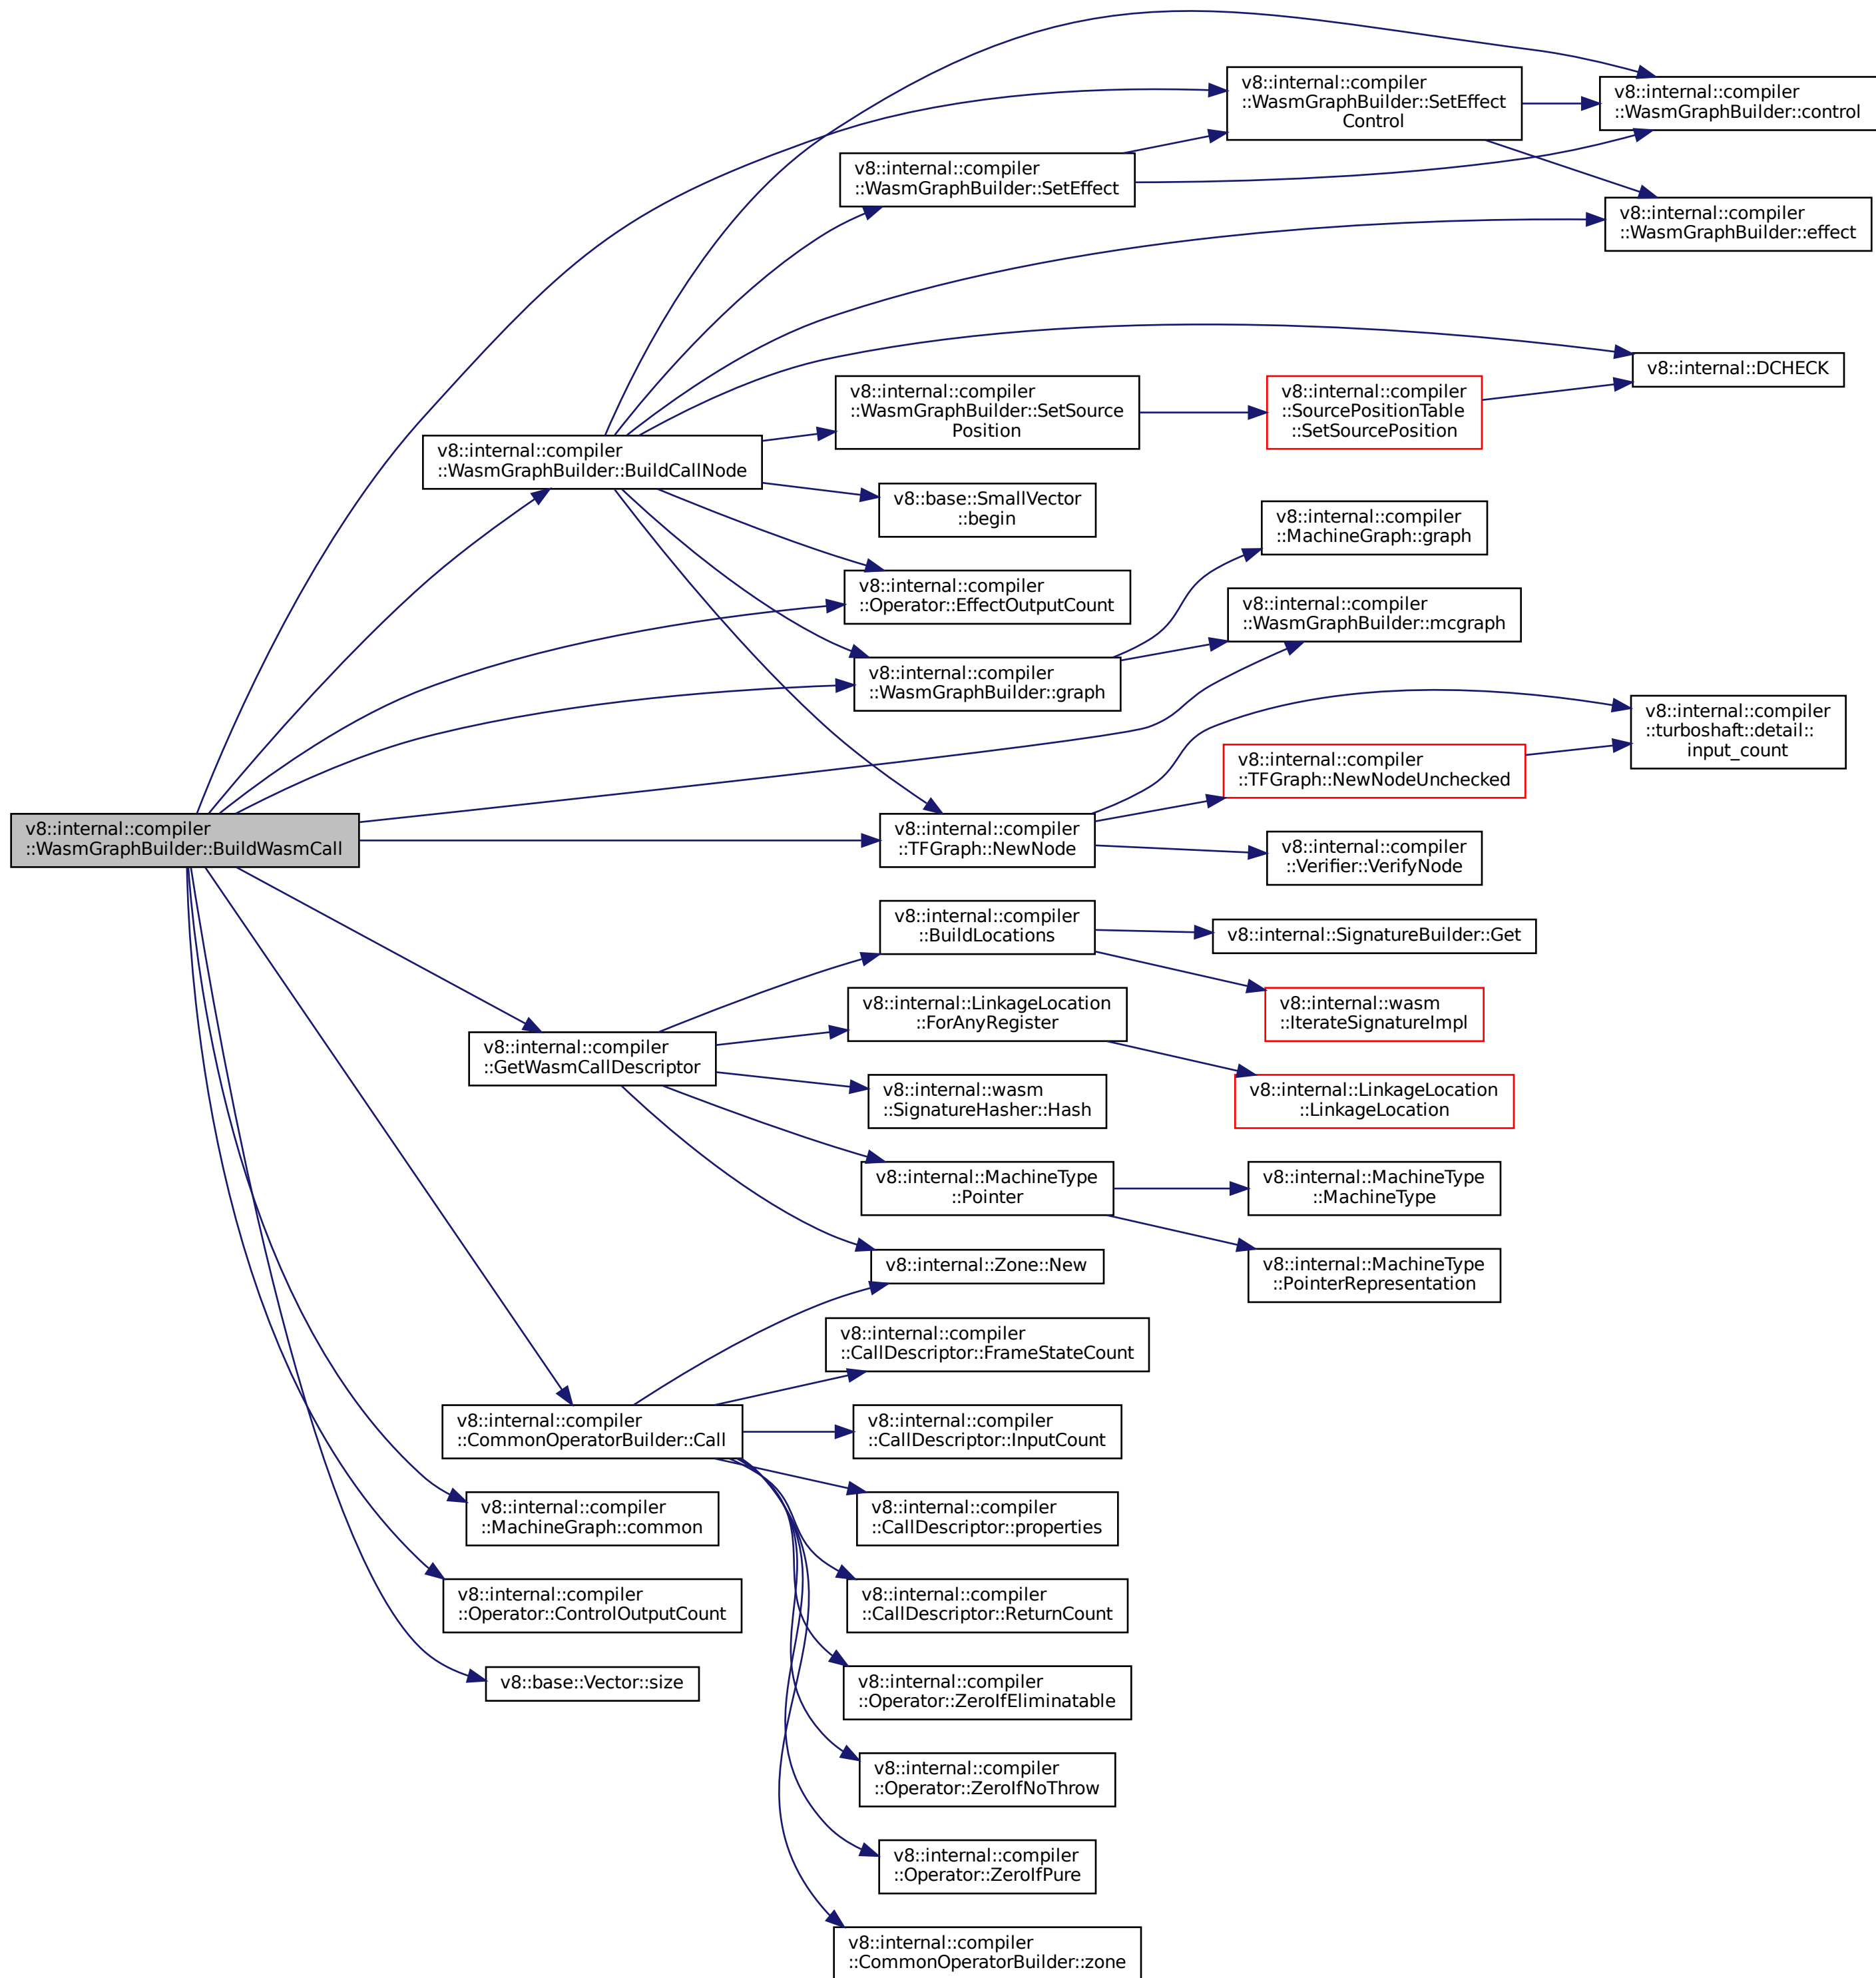 v8::internal::compiler
::WasmGraphBuilder::BuildWasmCall
v8::internal::compiler
::WasmGraphBuilder::BuildCallNode
v8::internal::compiler
::GetWasmCallDescriptor
v8::internal::compiler
::CommonOperatorBuilder::Call
v8::internal::compiler
::MachineGraph::common
v8::internal::compiler
::Operator::ControlOutputCount
v8::base::Vector::size
v8::internal::compiler
::WasmGraphBuilder::SetEffect
v8::internal::compiler
::WasmGraphBuilder::SetSource
Position
v8::base::SmallVector
::begin
v8::internal::compiler
::Operator::EffectOutputCount
v8::internal::compiler
::WasmGraphBuilder::graph
v8::internal::compiler
::TFGraph::NewNode
v8::internal::compiler
::BuildLocations
v8::internal::LinkageLocation
::ForAnyRegister
v8::internal::wasm
::SignatureHasher::Hash
v8::internal::MachineType
::Pointer
v8::internal::Zone::New
v8::internal::compiler
::CallDescriptor::FrameStateCount
v8::internal::compiler
::CallDescriptor::InputCount
v8::internal::compiler
::CallDescriptor::properties
v8::internal::compiler
::CallDescriptor::ReturnCount
v8::internal::compiler
::Operator::ZeroIfEliminatable
v8::internal::compiler
::Operator::ZeroIfNoThrow
v8::internal::compiler
::Operator::ZeroIfPure
v8::internal::compiler
::CommonOperatorBuilder::zone
v8::internal::compiler
::WasmGraphBuilder::SetEffect
Control
v8::internal::compiler
::SourcePositionTable
::SetSourcePosition
v8::internal::compiler
::MachineGraph::graph
v8::internal::compiler
::WasmGraphBuilder::mcgraph
v8::internal::compiler
::TFGraph::NewNodeUnchecked
v8::internal::compiler
::Verifier::VerifyNode
v8::internal::SignatureBuilder::Get
v8::internal::wasm
::IterateSignatureImpl
v8::internal::LinkageLocation
::LinkageLocation
v8::internal::MachineType
::MachineType
v8::internal::MachineType
::PointerRepresentation
v8::internal::compiler
::WasmGraphBuilder::control
v8::internal::compiler
::WasmGraphBuilder::effect
v8::internal::DCHECK
v8::internal::compiler
::turboshaft::detail::
input_count